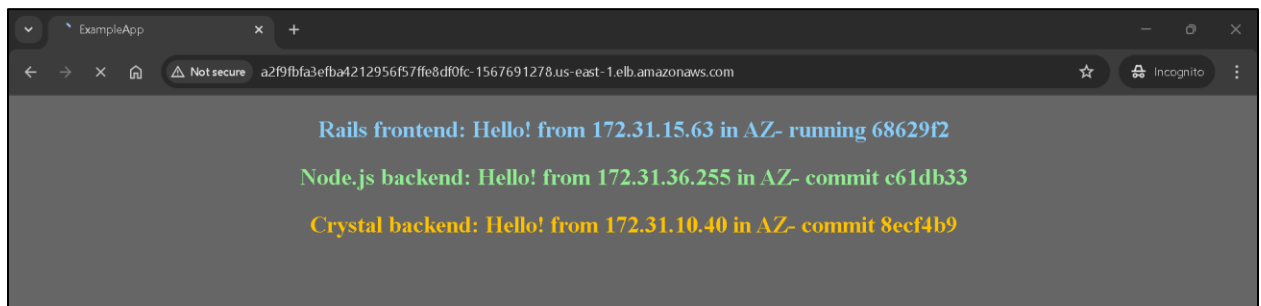 ExampleApp
Not secure a2f9fbfa3efba4212956f57ffe8df0fc-1567691278.us-east-1.elb.amazonaws.com Incognito
Rails frontend: Hello! from 172.31.15.63 in AZ- running 68629f2
Node.js backend: Hello! from 172.31.36.255 in AZ- commit c61db33
Crystal backend: Hello! from 172.31.10.40 in AZ- commit 8ecf4b9